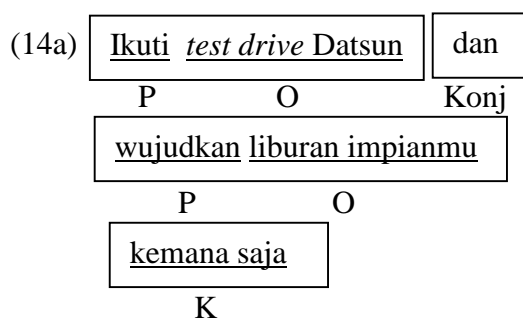 (14a) Ikuti test drive Datsun dan
P O Konj
wujudkan liburan impianmu
P O
kemana saja
K